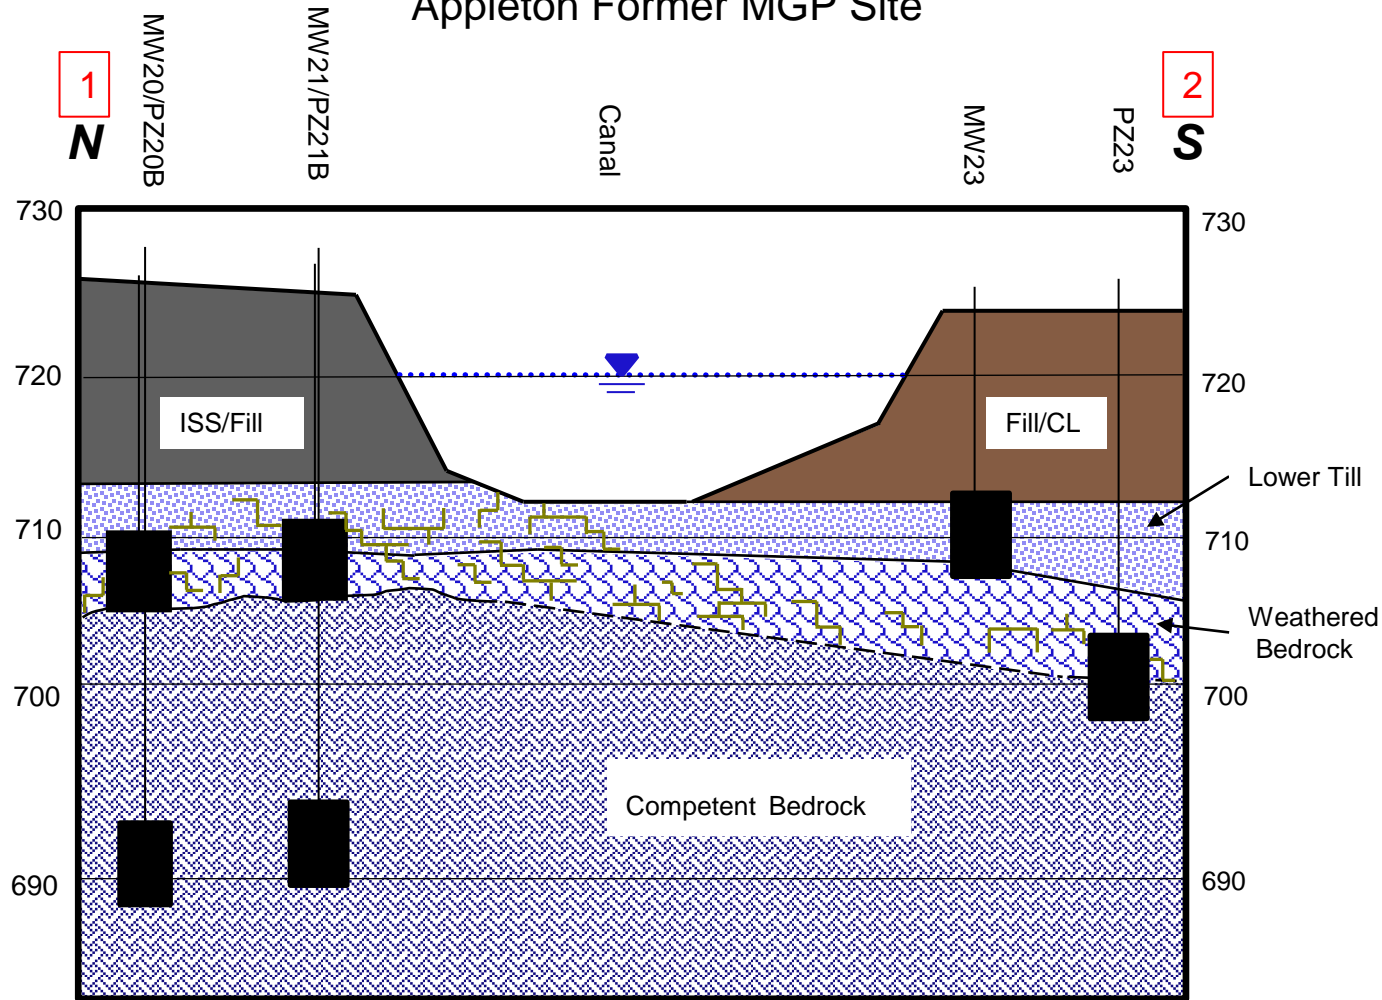 Appleton Former MGP Site
1
N
MW20/PZ20B
MW21/PZ21B
Canal
MW23
PZ23
2
S
730
730
720
720
ISS/Fill
Fill/CL
Lower Till
710
710
Weathered
Bedrock
700
700
Competent Bedrock
690
690